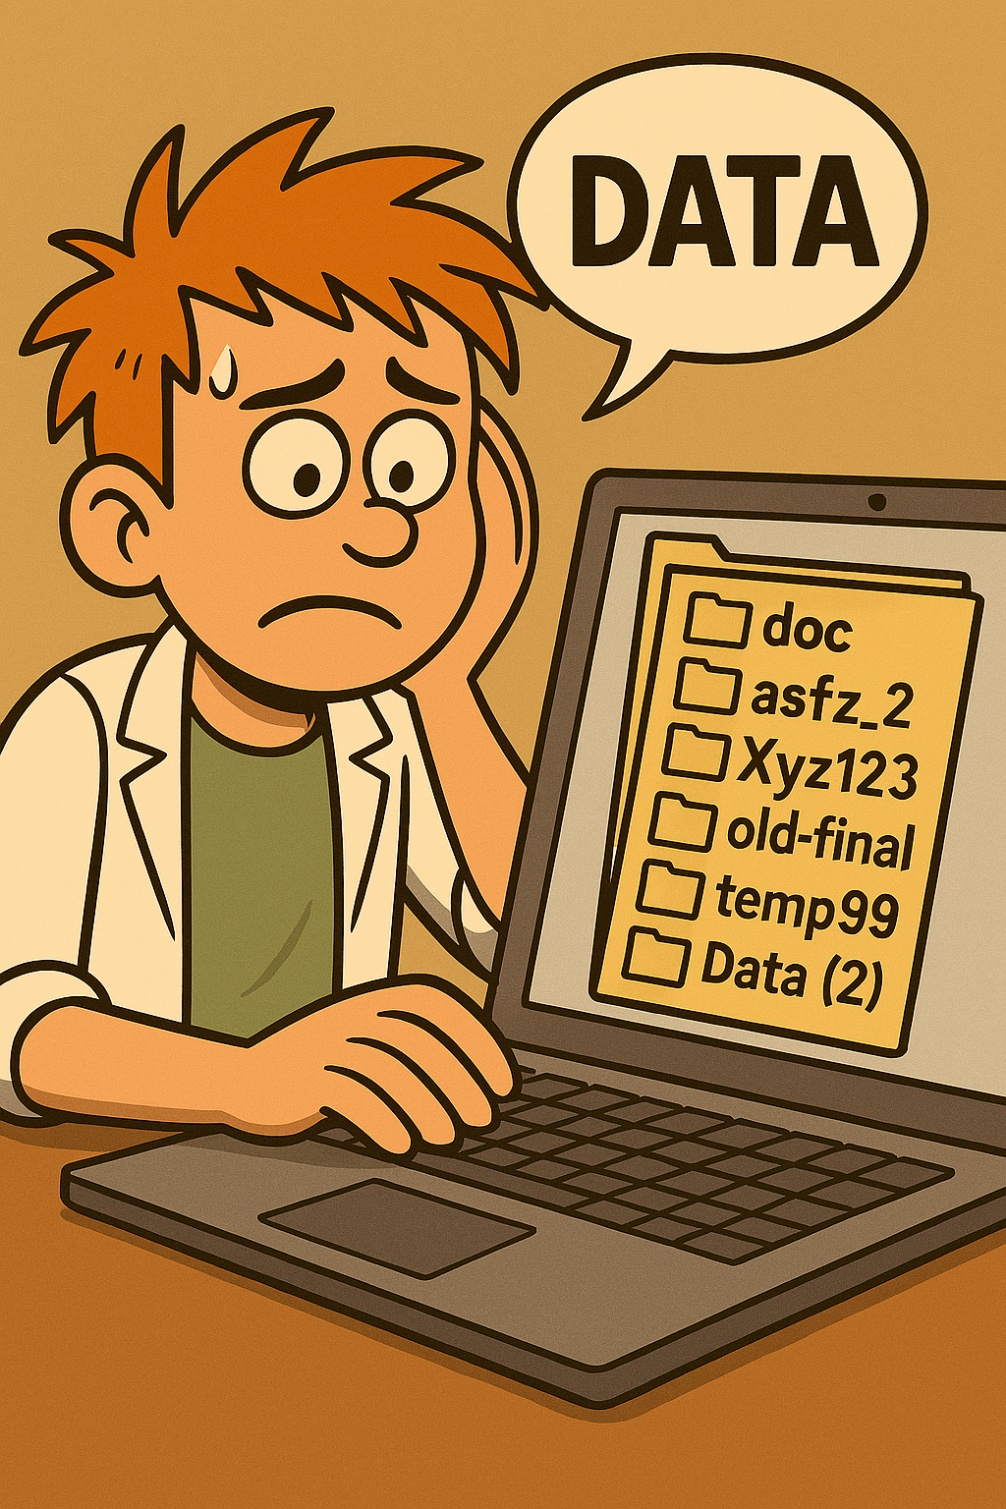 DATA
doc
asfz_2
Xyz123
old-final
temp99
Data (2)